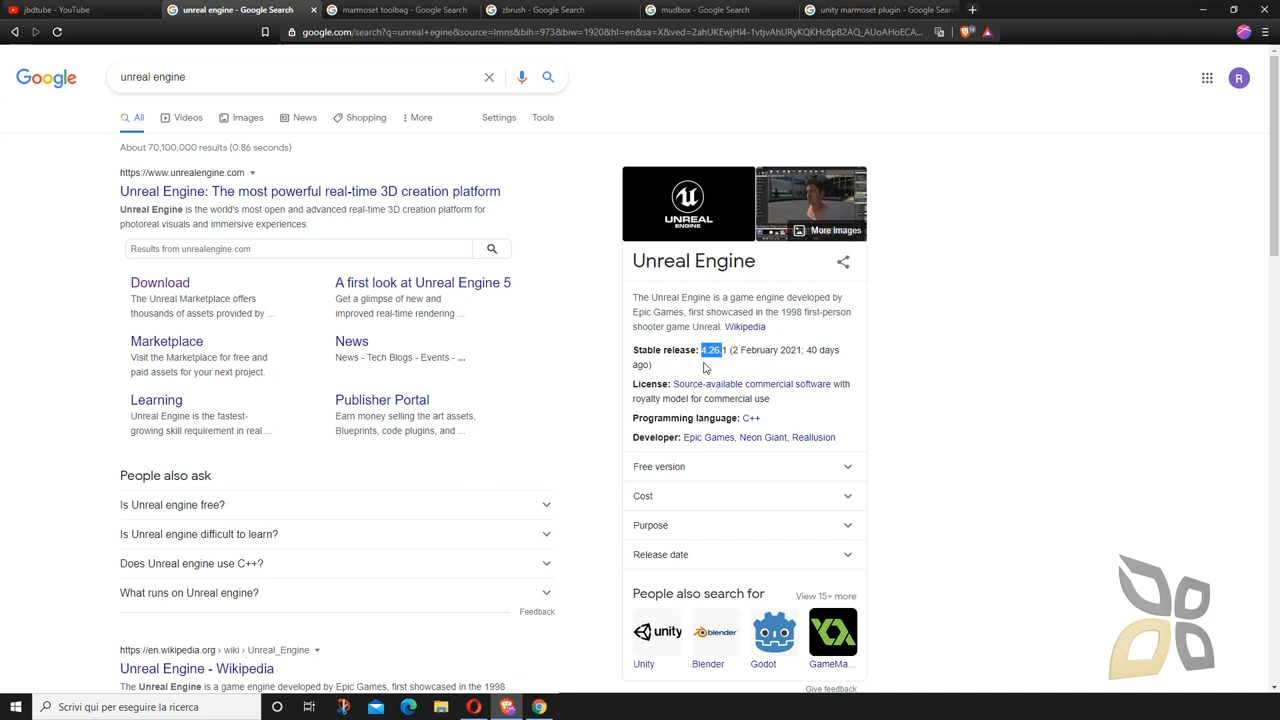 jbdtube - YouTube
unreal engine - Google Search
marmoset toolbag - Google Search
zbrush - Google Search
mudbox - Google Search
unity marmoset plugin - Google Sear
google.com/search?q=unreal+egine&source=lmns&bih=973&biw=1920&hl=en&sa=X&ved=2ahUKEwjHl4-1vtjvAhURyKQKHc8pB2AQ_AUoAHoECA...
Google
unreal engine
R
All
Videos
Images
News
Shopping
More
Settings
Tools
About 70,100,000 results (0.86 seconds)
https://www.unrealengine.com
Unreal Engine: The most powerful real-time 3D creation platform
Unreal Engine is the world's most open and advanced real-time 3D creation platform for
photoreal visuals and immersive experiences.
Results from unrealengine.com
Download
The Unreal Marketplace offers
thousands of assets provided by ...
A first look at Unreal Engine 5
Get a glimpse of new and
improved real-time rendering ...
Marketplace
Visit the Marketplace for free and
paid assets for your next project.
News
News - Tech Blogs - Events - ...
Learning
Unreal Engine is the fastest-
growing skill requirement in real ...
Publisher Portal
Earn money selling the art assets,
Blueprints, code plugins, and ...
People also ask
Is Unreal engine free?
Is Unreal engine difficult to learn?
Does Unreal engine use C++?
What runs on Unreal engine?
Feedback
https://en.wikipedia.org › wiki › Unreal_Engine
Unreal Engine - Wikipedia
The Unreal Engine is a game engine developed by Epic Games, first showcased in the 1998
UNREAL
ENGINE
More images
Unreal Engine
The Unreal Engine is a game engine developed by
Epic Games, first showcased in the 1998 first-person
shooter game Unreal. Wikipedia
Stable release: 4.26.1 (2 February 2021; 40 days
ago)
License: Source-available commercial software with
royalty model for commercial use
Programming language: C++
Developer: Epic Games, Neon Giant, Reallusion
Free version
Cost
Purpose
Release date
People also search for
View 15+ more
unity
blender
Unity
Blender
Godot
GameMa...
Give feedback
Scrivi qui per eseguire la ricerca